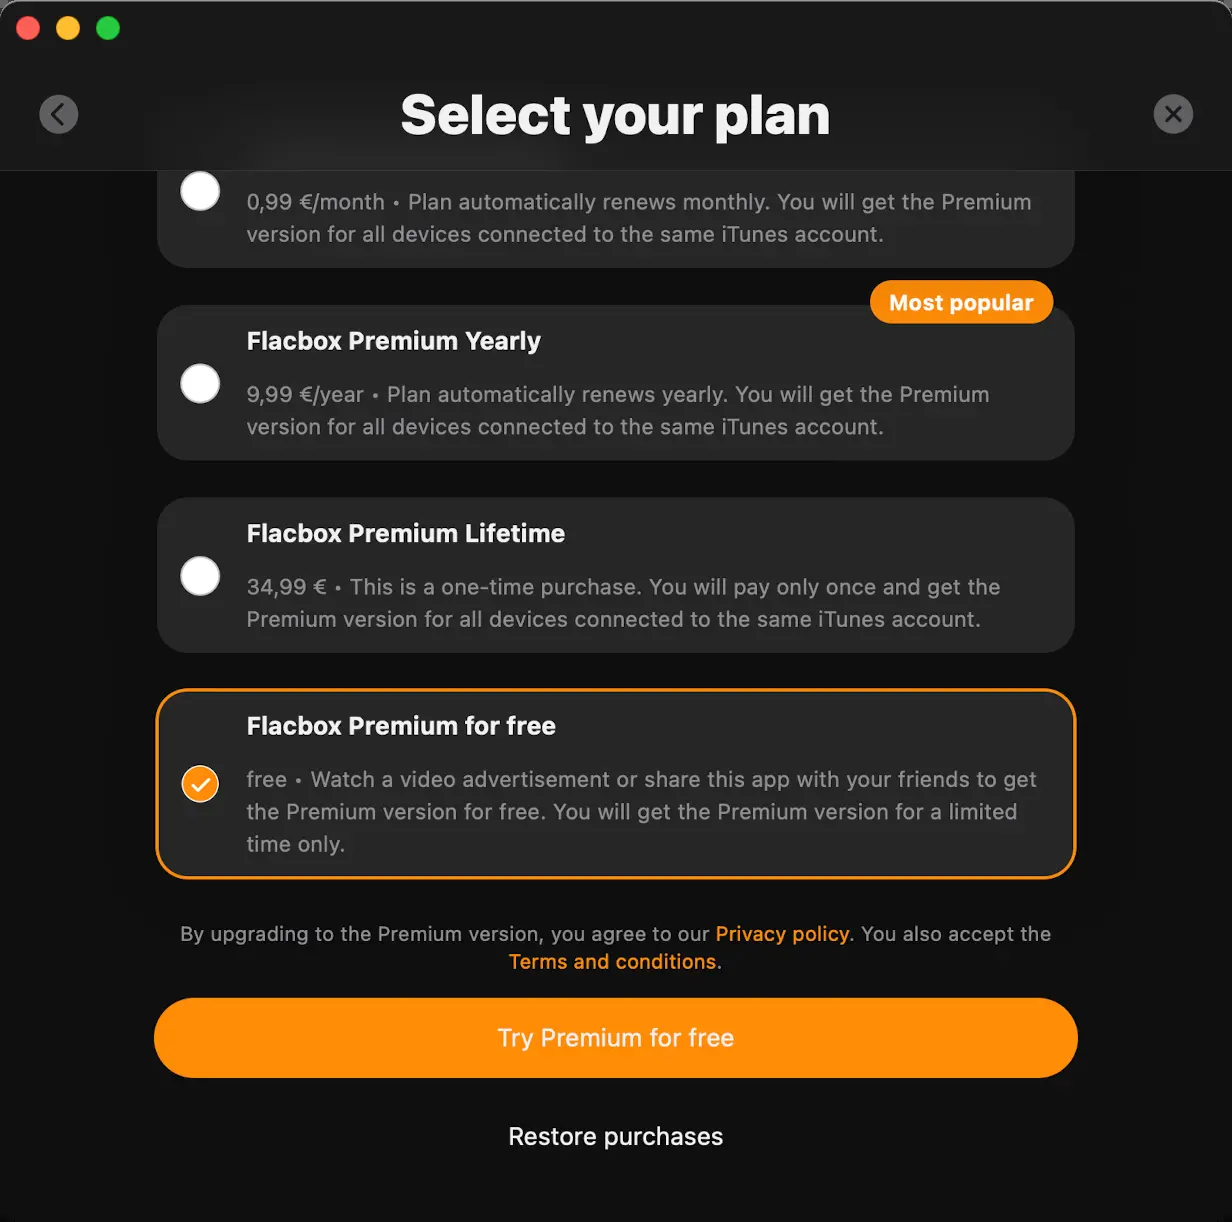 Select your plan
0,99 €/month • Plan automatically renews monthly. You will get the Premium
version for all devices connected to the same iTunes account.
Most popular
Flacbox Premium Yearly
9,99 €/year • Plan automatically renews yearly. You will get the Premium
version for all devices connected to the same iTunes account.
Flacbox Premium Lifetime
34,99 € • This is a one-time purchase. You will pay only once and get the
Premium version for all devices connected to the same iTunes account.
Flacbox Premium for free
free • Watch a video advertisement or share this app with your friends to get
the Premium version for free. You will get the Premium version for a limited
time only.
By upgrading to the Premium version, you agree to our Privacy policy. You also accept the
Terms and conditions.
Try Premium for free
Restore purchases